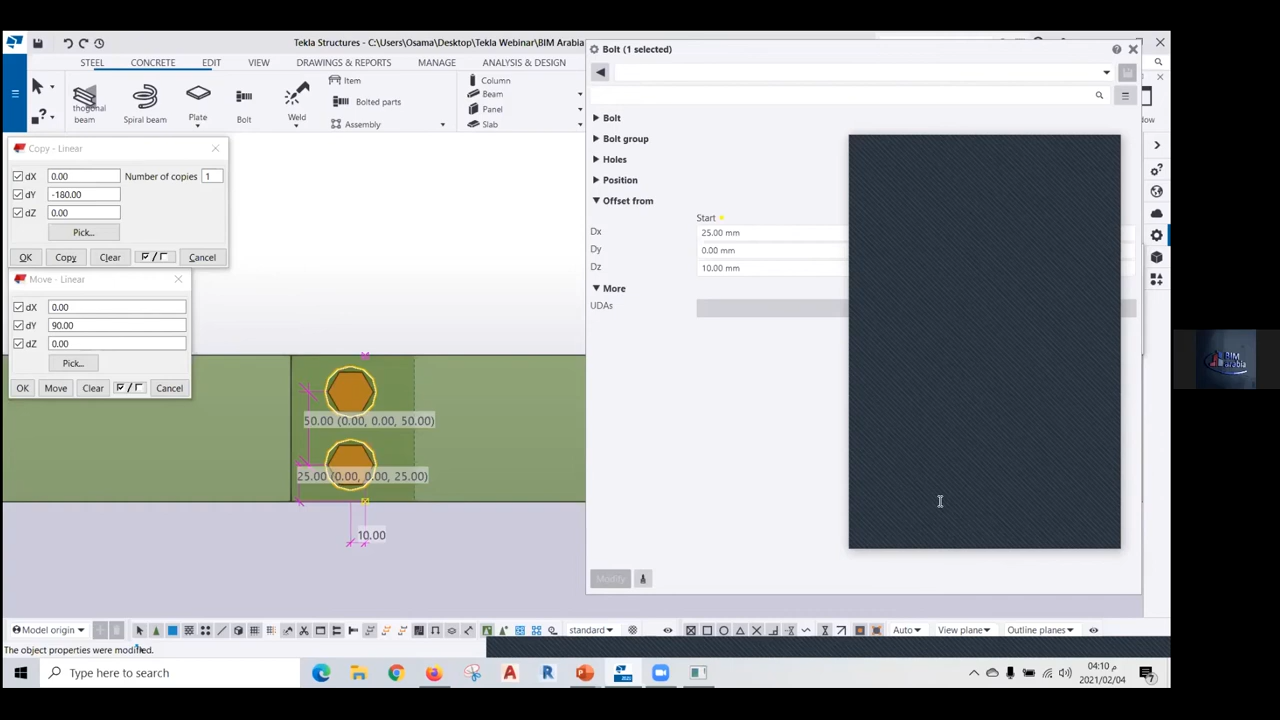 Tekla Structures - C:\Users\Osama\Desktop\Tekla Webinar\BIM Arabia
STEEL
CONCRETE
EDIT
VIEW
DRAWINGS & REPORTS
MANAGE
ANALYSIS & DESIGN
thogonal
beam
Spiral beam
Plate
Bolt
Weld
Item
Bolted parts
Assembly
Column
Beam
Panel
Slab
Copy - Linear
dX 0.00 Number of copies 1
dY -180.00
dZ 0.00
Pick...
OK Copy Clear Cancel
Move - Linear
dX 0.00
dY 90.00
dZ 0.00
Pick...
OK Move Clear Cancel
50.00 (0.00, 0.00, 50.00)
25.00 (0.00, 0.00, 25.00)
10.00
Bolt (1 selected)
Bolt
Bolt group
Holes
Position
Offset from
Start
Dx 25.00 mm
Dy 0.00 mm
Dz 10.00 mm
More
UDAs
Modify
BIM
arabia
Model origin
standard
Auto
View plane
Outline planes
The object properties were modified.
Type here to search
04:10 م
2021/02/04
7